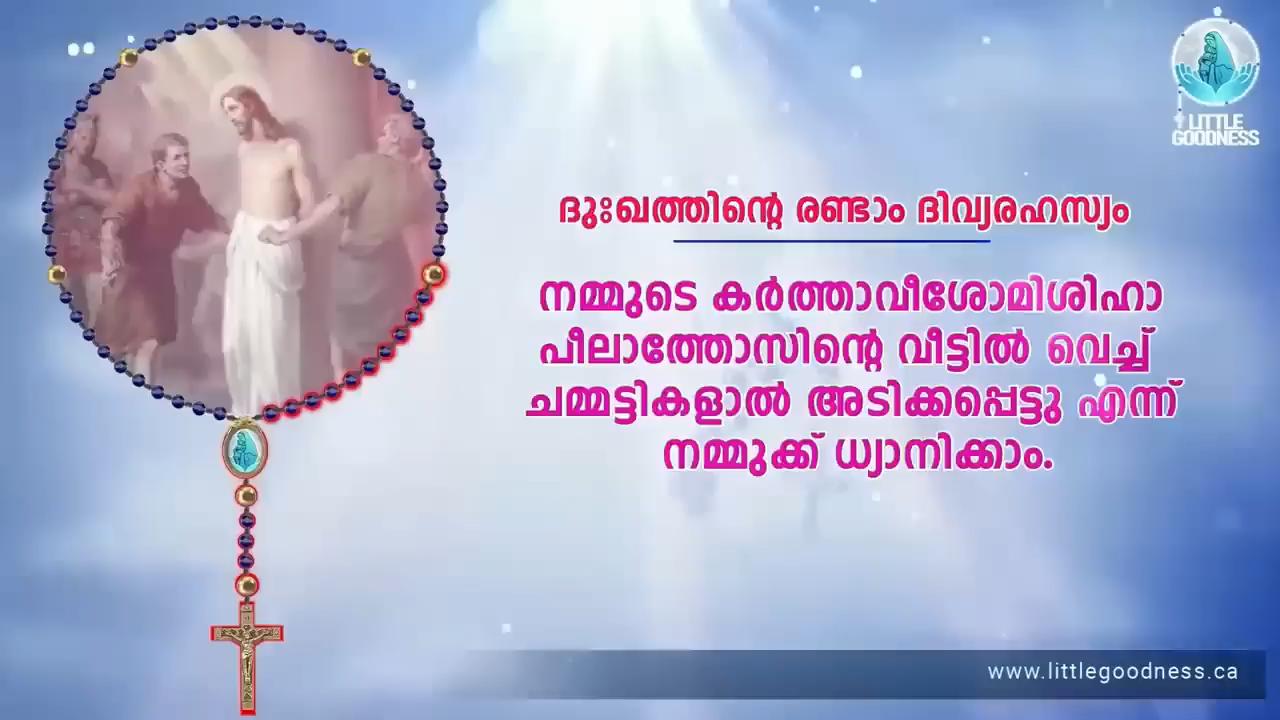 LITTLE
GOODNESS
ദുഃഖത്തിന്റെ രണ്ടാം ദിവ്യരഹസ്യം
നമ്മുടെ കർത്താവീശോമിശിഹാ
പീലാത്തോസിന്റെ വീട്ടിൽ വെച്ച്
ചമ്മട്ടികളാൽ അടിക്കപ്പെട്ടു എന്ന്
നമുക്ക് ധ്യാനിക്കാം.
www.littlegoodness.ca